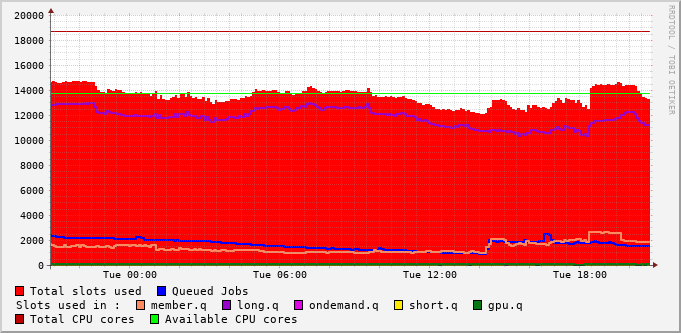 20000
18000
16000
14000
12000
10000
8000
6000
4000
2000
0
Tue 00:00 Tue 06:00 Tue 12:00 Tue 18:00
RRDTOOL / TOBI OETIKER
Total slots used Queued Jobs
Slots used in : member.q long.q ondemand.q short.q gpu.q
Total CPU cores Available CPU cores